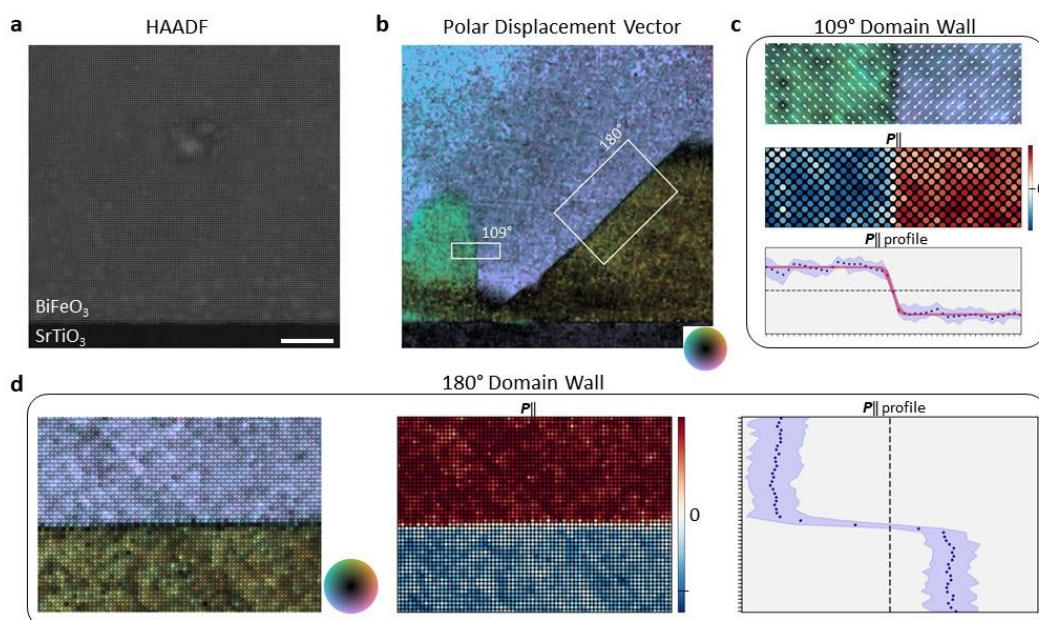 a HAADF
b Polar Displacement Vector
c 109° Domain Wall
BiFeO3
SrTiO3
109°
180°
P||
0
P|| profile
d 180° Domain Wall
P||
0
P|| profile